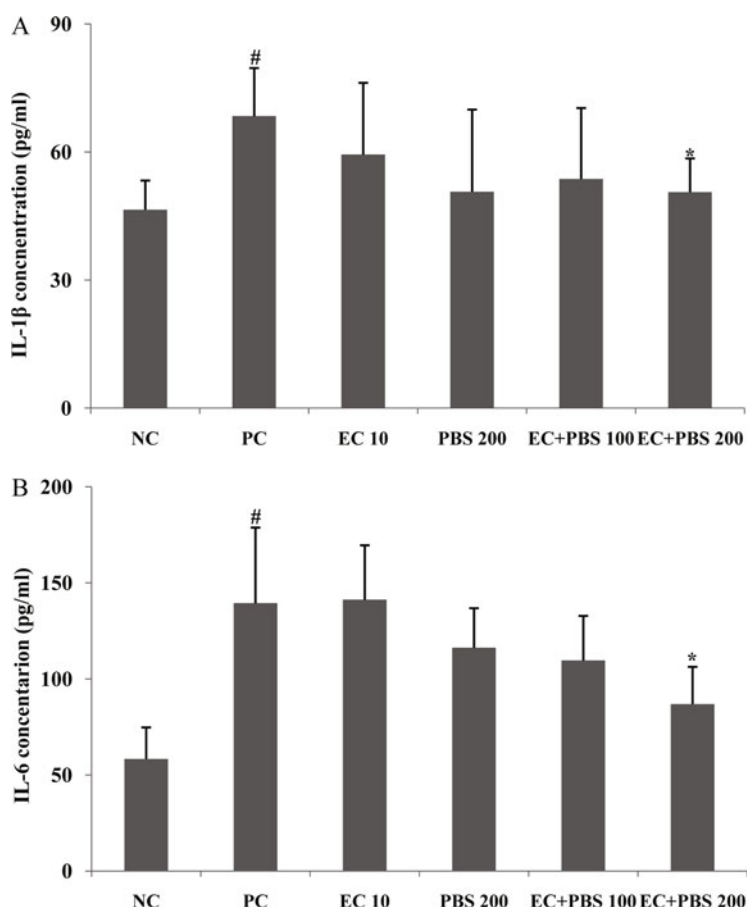 A
IL-1β concnentration (pg/ml)
90
60
30
0
#
*
NC PC EC 10 PBS 200 EC+PBS 100 EC+PBS 200
B
IL-6 concentarion (pg/ml)
200
150
100
50
0
#
*
NC PC EC 10 PBS 200 EC+PBS 100 EC+PBS 200